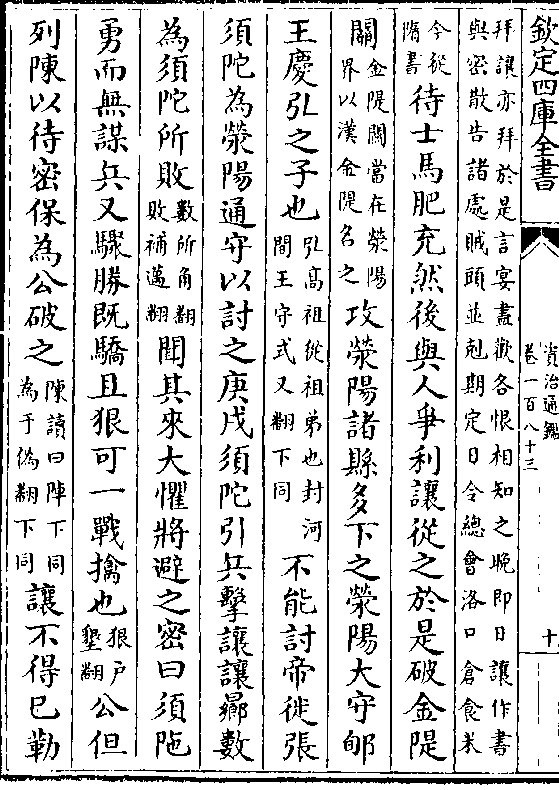 欽定四庫全書
資治通鑑
卷一百八十三
十
拜讓亦拜於是言宴盡歡各恨相知之晚即日讓作書
與密散告諸處賊頭並剋期定日令總會洛口倉食米
今從
隋書
待士馬肥充然後與人爭利讓從之於是破金隄
關
金隄關當在滎陽
界以漢金隄名之
攻滎陽諸縣多下之滎陽大守郇
王慶弘之子也
弘高祖從祖弟也封河
間王守式又翻下同
不能討帝徙張
須陀為滎陽通守以討之庚戌須陀引兵擊讓讓曏數
為須陀所敗
數所角翻
敗補邁翻
聞其來大懼將避之密曰須陁
勇而無謀兵又驟勝既驕且狠可一戰擒也
狠戸
墾翻
公但
列陳以待密保為公破之
陳讀曰陣下同
為于偽翻下同
讓不得已勒